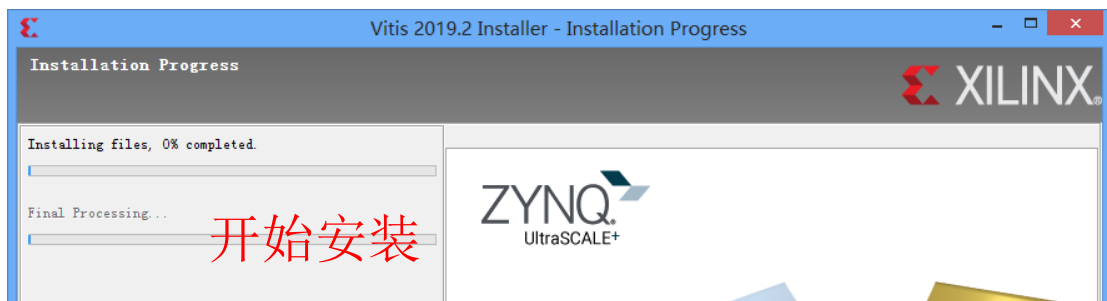 Vitis 2019.2 Installer - Installation Progress
Installation Progress
XILINX®
Installing files, 0% completed.
Final Processing...
开始安装
ZYNQ®
UltraSCALE+